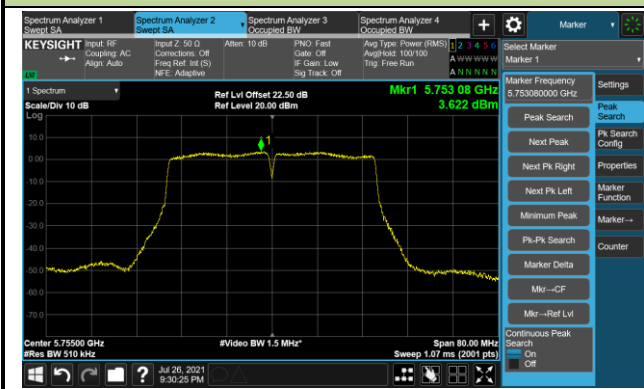 Spectrum Analyzer 1
Swept SA
Spectrum Analyzer 2
Swept SA
Spectrum Analyzer 3
Occupied BW
Spectrum Analyzer 4
Occupied BW
+
Marker
KEYSIGHT
Input: RF
Coupling: AC
Align: Auto
Input Z: 50 Ω
Corrections: Off
Freq Ref: Int (S)
NFE: Adaptive
Atten: 10 dB
PNO: Fast
Gate: Off
IF Gain: Low
Sig Track: Off
Avg Type: Power (RMS)
Avg|Hold: 100/100
Trig: Free Run
1 2 3 4 5 6
A W W W W W
A N N N N N
LXI
Select Marker
Marker 1
1 Spectrum
Scale/Div 10 dB
Log
Ref Lvl Offset 22.50 dB
Ref Level 20.00 dBm
Mkr1 5.753 08 GHz
3.622 dBm
1
10.0
0.00
-10.0
-20.0
-30.0
-40.0
-50.0
-60.0
-70.0
Center 5.75500 GHz
#Res BW 510 kHz
#Video BW 1.5 MHz*
Span 80.00 MHz
Sweep 1.07 ms (2001 pts)
Marker Frequency
5.753080000 GHz
Peak Search
Next Peak
Next Pk Right
Next Pk Left
Minimum Peak
Pk-Pk Search
Marker Delta
Mkr→CF
Mkr→Ref Lvl
Continuous Peak
Search
On
Off
Settings
Peak
Search
Pk Search
Config
Properties
Marker
Function
Marker→
Counter
?
Jul 26, 2021
9:30:25 PM